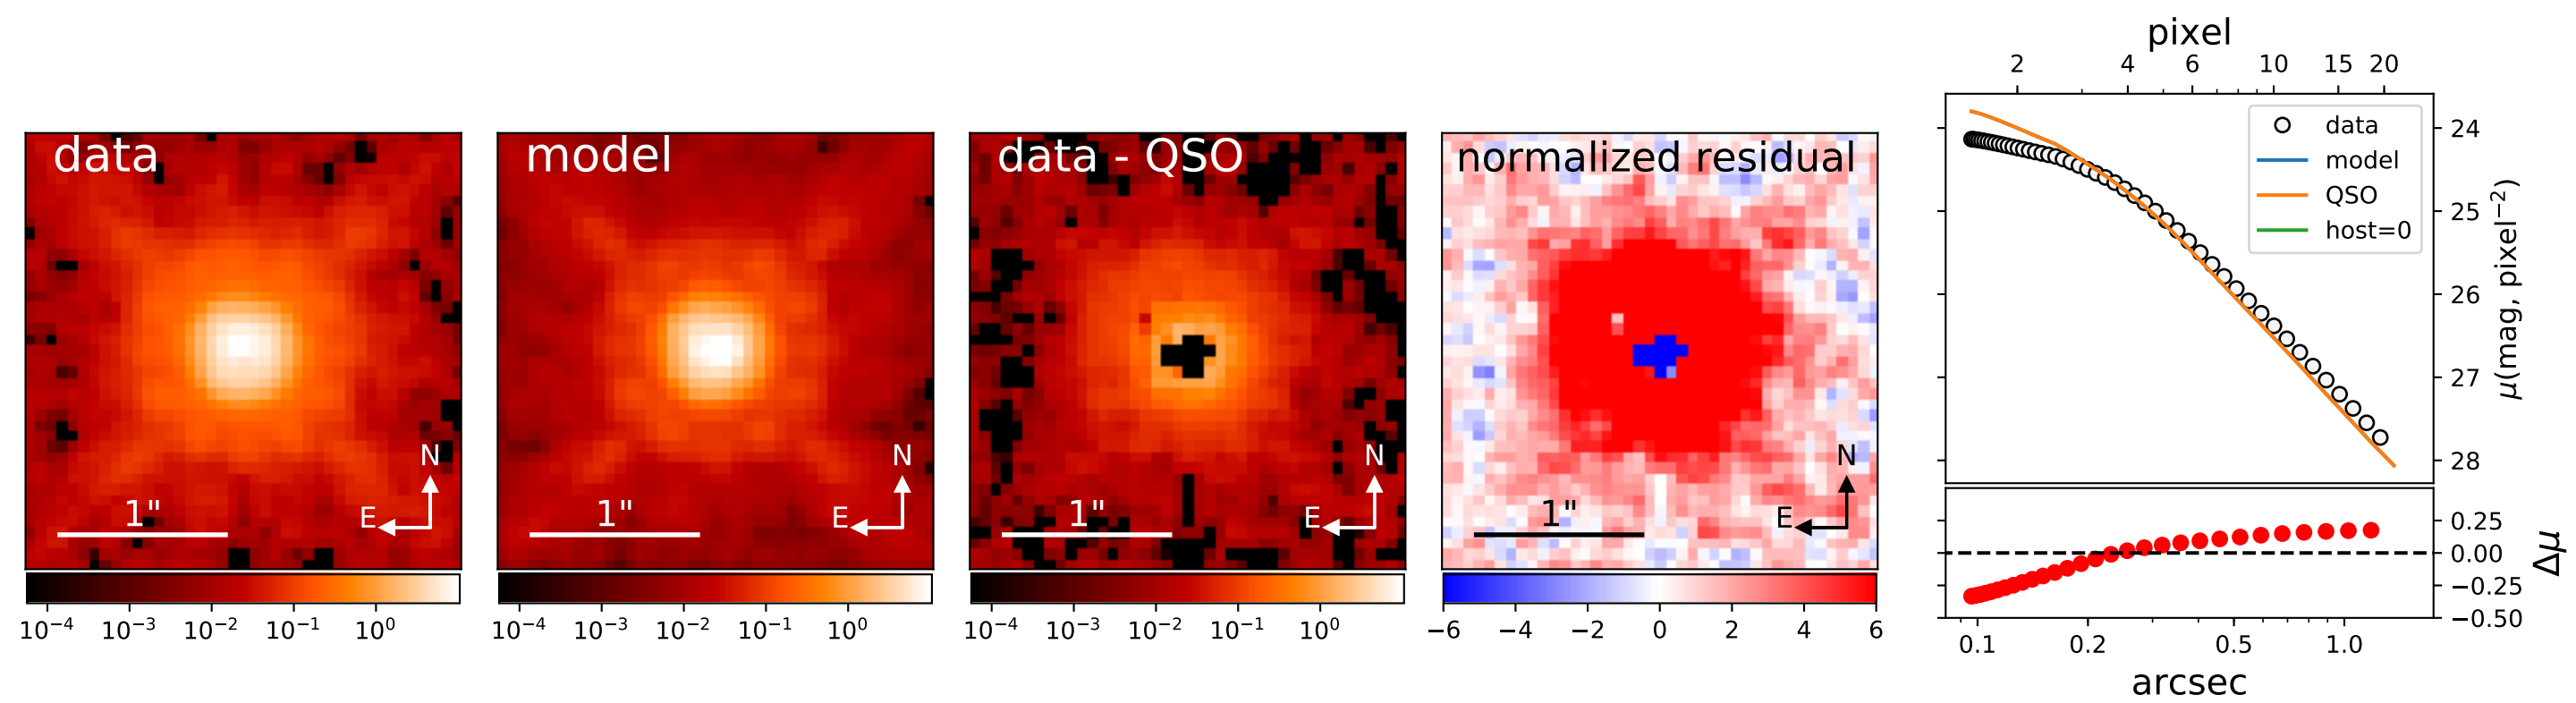 data
N
E
1"
10⁻⁴ 10⁻³ 10⁻² 10⁻¹ 10⁰
model
N
E
1"
10⁻⁴ 10⁻³ 10⁻² 10⁻¹ 10⁰
data - QSO
N
E
1"
10⁻⁴ 10⁻³ 10⁻² 10⁻¹ 10⁰
normalized residual
N
E
1"
−6 −4 −2 0 2 4 6
pixel
2 4 6 10 15 20
data
model
QSO
host=0
24
25
26
27
28
μ(mag, pixel⁻²)
0.25
0.00
−0.25
−0.50
Δμ
0.1 0.2 0.5 1.0
arcsec